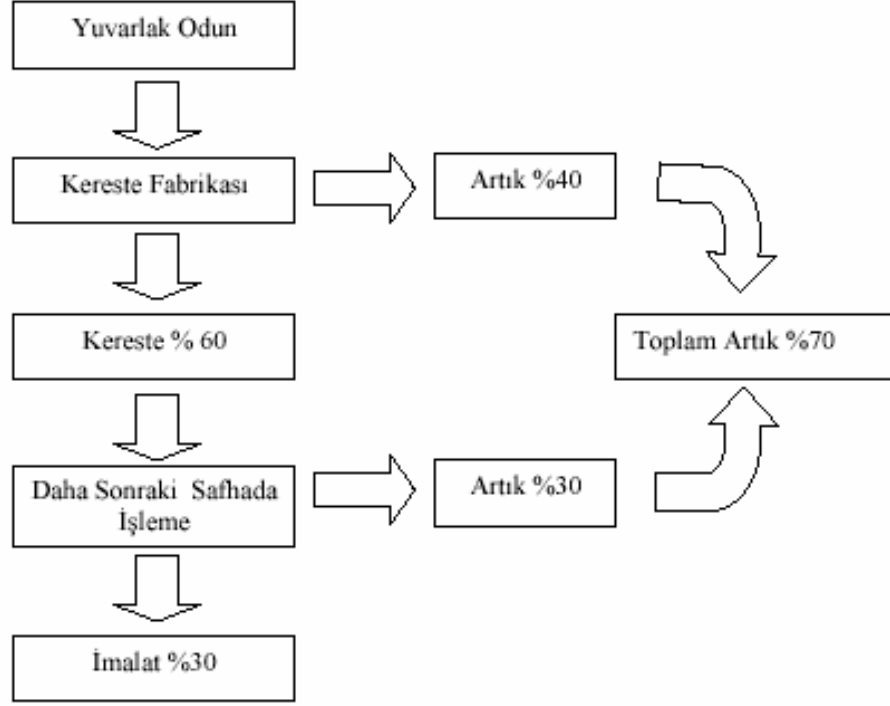 Yuvarlak Odun
Kereste Fabrikası
Artık %40
Kereste % 60
Toplam Artık %70
Daha Sonraki Safhada
İşleme
Artık %30
İmalat %30